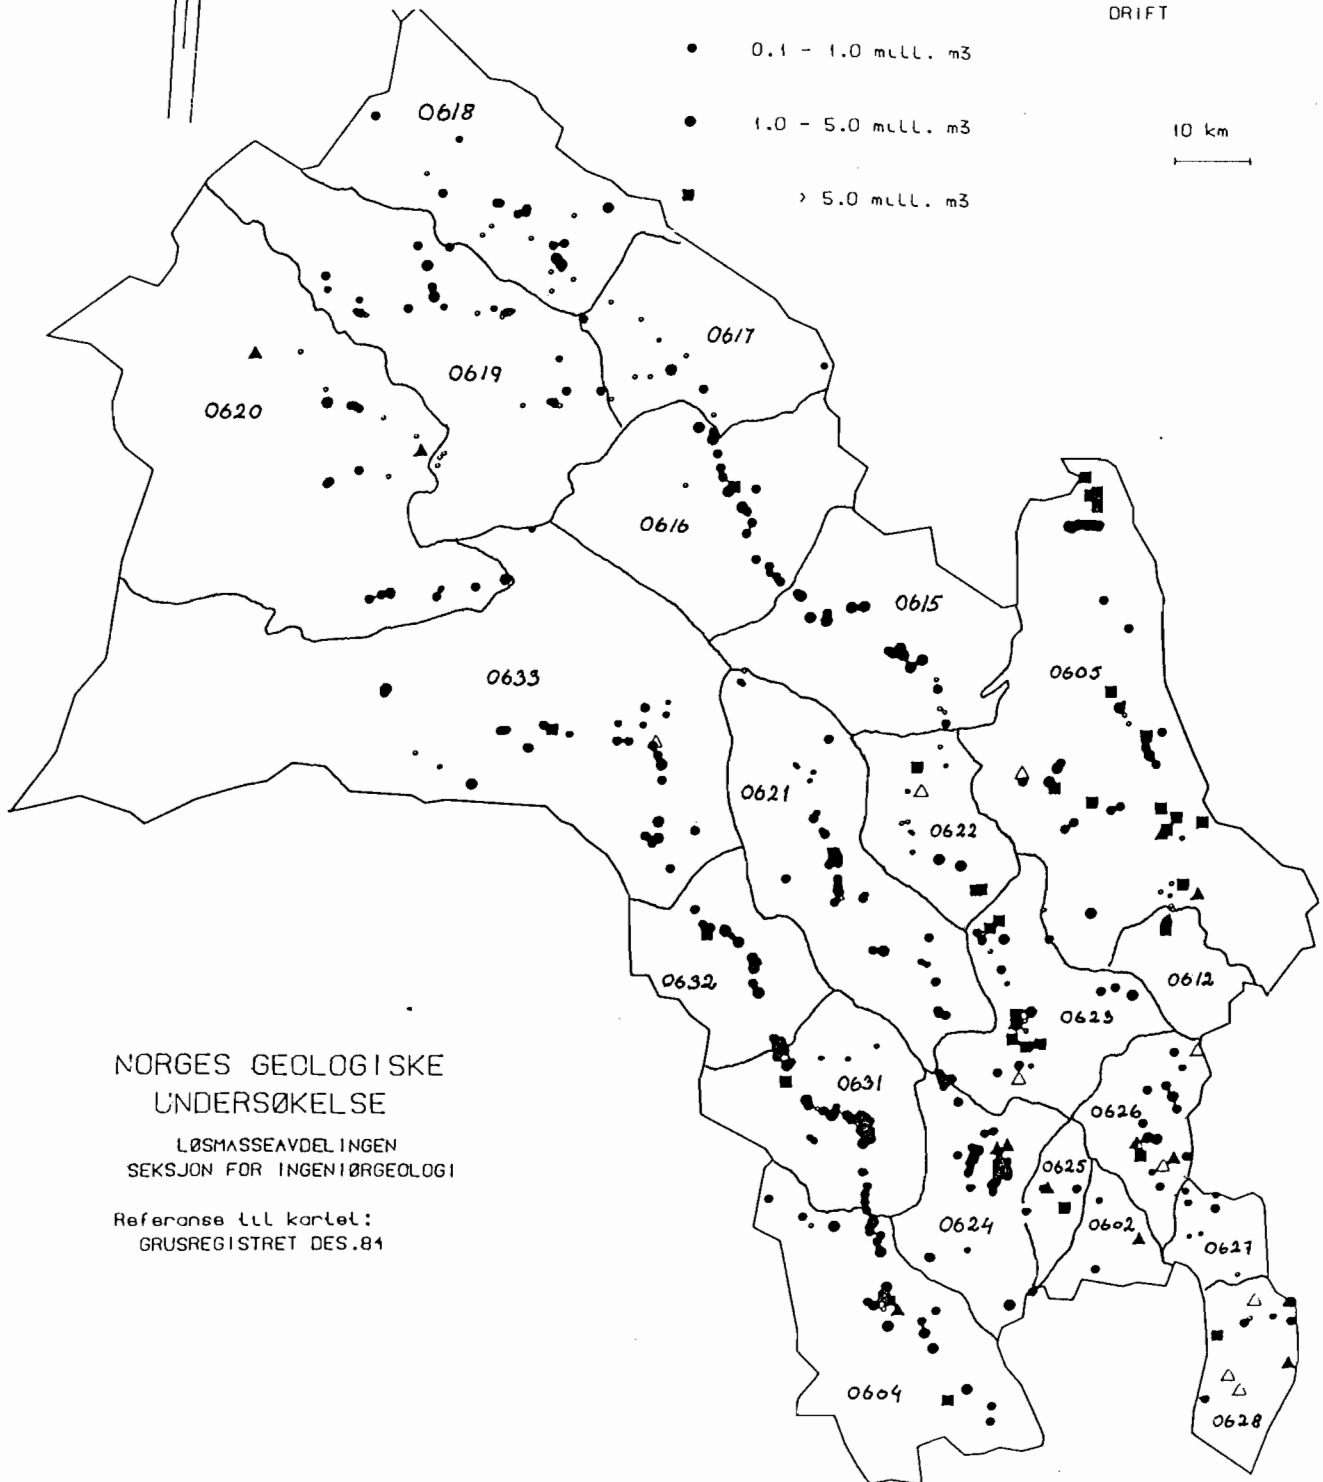 DRIFT
0.1 - 1.0 mill. m3
1.0 - 5.0 mill. m3
> 5.0 mill. m3
10 km
0618
0617
0619
0620
0616
0615
0605
0633
0621
0622
0632
0612
0623
0631
0626
0625
0624
0602
0627
0604
0628
NORGES GEOLOGISKE
UNDERSØKELSE
LØSMASSEAVDELINGEN
SEKSJON FOR INGENIØRGEOLOGI
Referanse til kartet:
GRUSREGISTRET DES.84